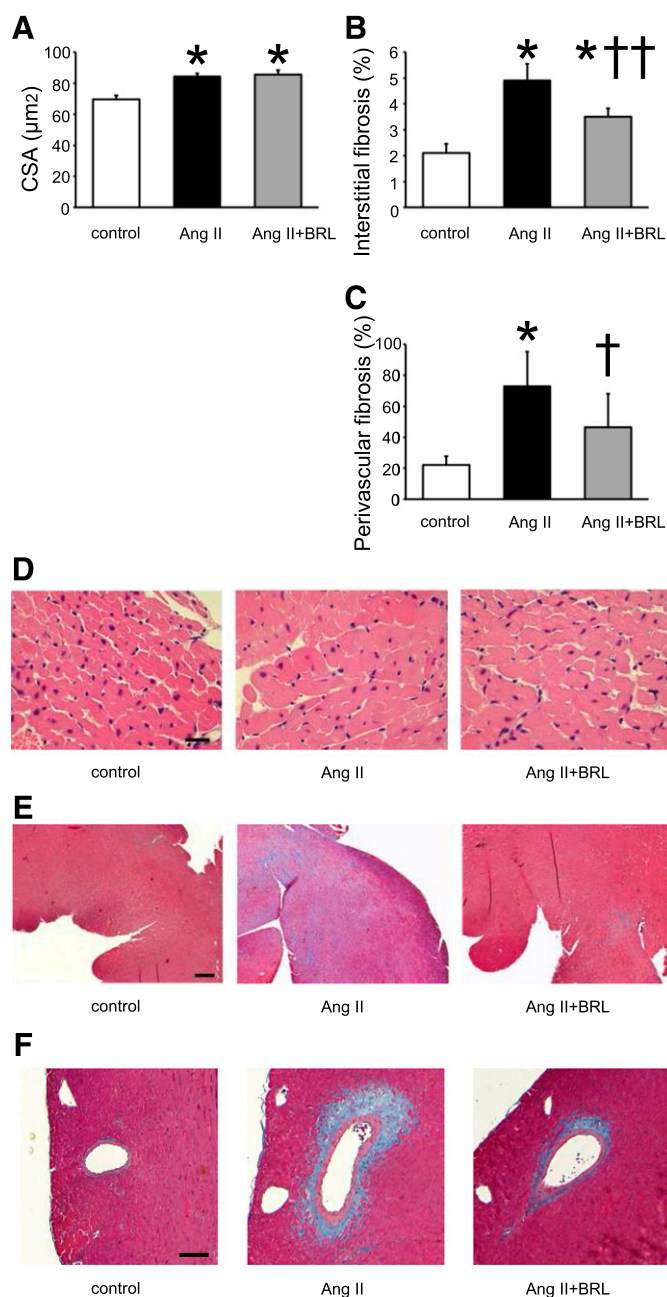 A
CSA (µm2)
100
80
60
40
20
0
*
*
control
Ang II
Ang II+BRL
B
Interstitial fibrosis (%)
6
5
4
3
2
1
0
*
*††
control
Ang II
Ang II+BRL
C
Perivascular fibrosis (%)
100
80
60
40
20
0
*
†
control
Ang II
Ang II+BRL
D
control
Ang II
Ang II+BRL
E
control
Ang II
Ang II+BRL
F
control
Ang II
Ang II+BRL